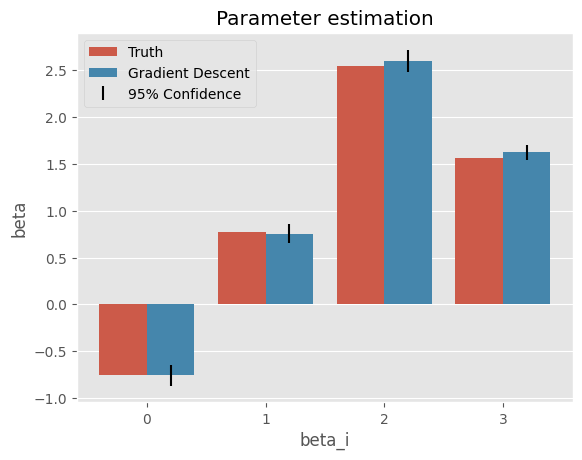 Parameter estimation
Truth
Gradient Descent
95% Confidence
2.5
2.0
1.5
1.0
0.5
0.0
−0.5
−1.0
beta
0 1 2 3
beta_i